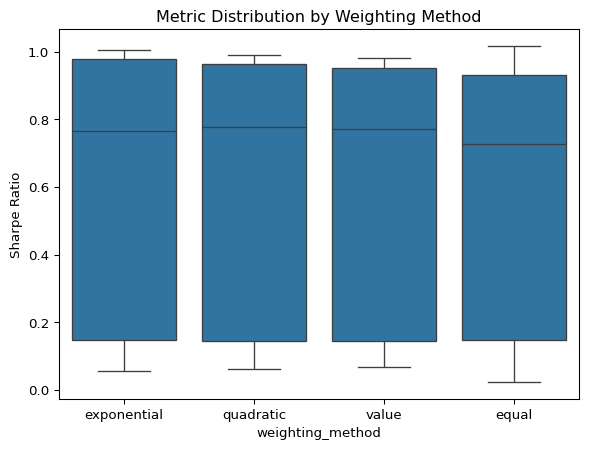 Metric Distribution by Weighting Method
Sharpe Ratio
1.0
0.8
0.6
0.4
0.2
0.0
exponential quadratic value equal
weighting_method